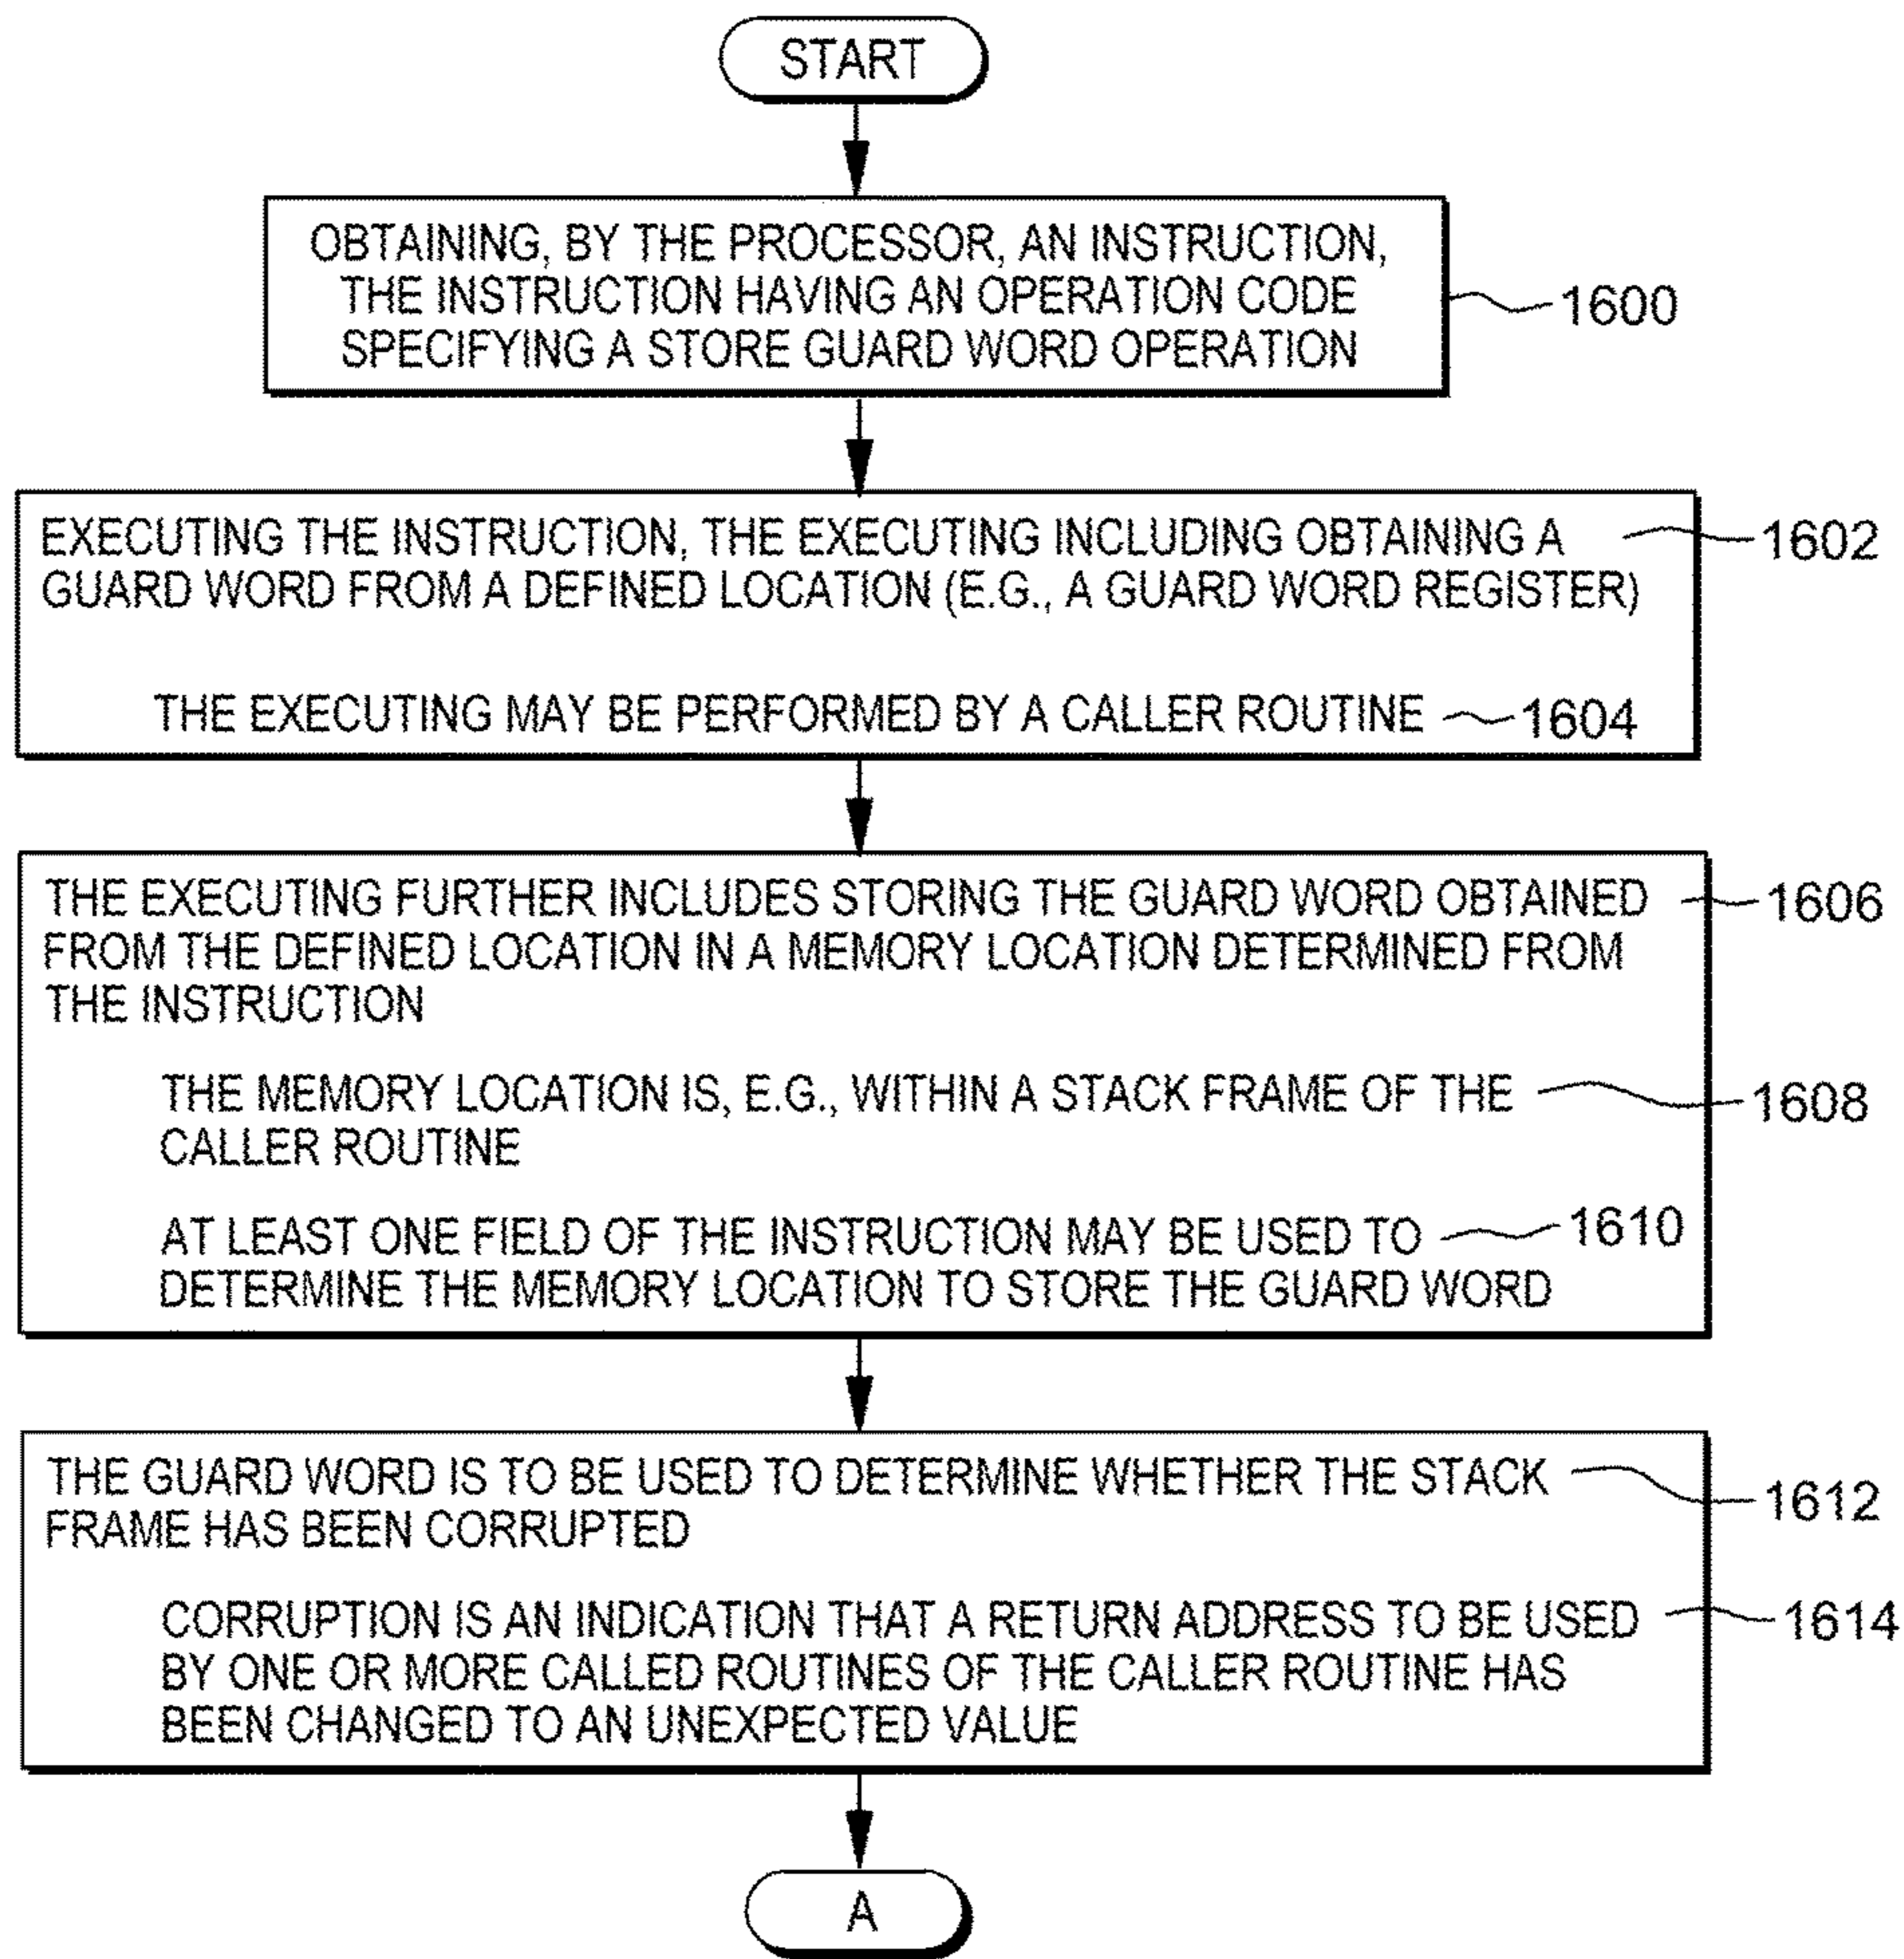 START
OBTAINING, BY THE PROCESSOR, AN INSTRUCTION,
THE INSTRUCTION HAVING AN OPERATION CODE
SPECIFYING A STORE GUARD WORD OPERATION
1600
EXECUTING THE INSTRUCTION, THE EXECUTING INCLUDING OBTAINING A
GUARD WORD FROM A DEFINED LOCATION (E.G., A GUARD WORD REGISTER)
1602
THE EXECUTING MAY BE PERFORMED BY A CALLER ROUTINE
1604
THE EXECUTING FURTHER INCLUDES STORING THE GUARD WORD OBTAINED
FROM THE DEFINED LOCATION IN A MEMORY LOCATION DETERMINED FROM
THE INSTRUCTION
1606
THE MEMORY LOCATION IS, E.G., WITHIN A STACK FRAME OF THE
CALLER ROUTINE
1608
AT LEAST ONE FIELD OF THE INSTRUCTION MAY BE USED TO
DETERMINE THE MEMORY LOCATION TO STORE THE GUARD WORD
1610
THE GUARD WORD IS TO BE USED TO DETERMINE WHETHER THE STACK
FRAME HAS BEEN CORRUPTED
1612
CORRUPTION IS AN INDICATION THAT A RETURN ADDRESS TO BE USED
BY ONE OR MORE CALLED ROUTINES OF THE CALLER ROUTINE HAS
BEEN CHANGED TO AN UNEXPECTED VALUE
1614
A